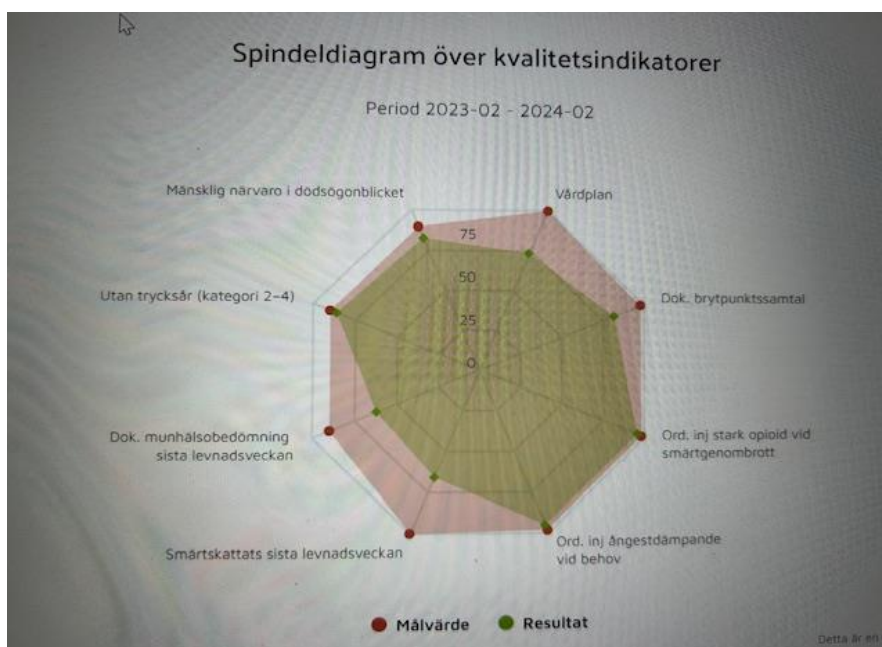 Spindeldiagram över kvalitetsindikatorer
Period 2023-02 - 2024-02
Mänsklig närvaro i dödsögonblicket
Vårdplan
75
Utan trycksår (kategori 2-4)
50
Dok. brytpunktssamtal
25
0
Dok. munhälsobedömning
sista levnadsveckan
Ord. inj stark opioid vid
smärtgenombrott
Smärtskattats sista levnadsveckan
Ord. inj ångestdämpande
vid behov
Målvärde
Resultat
Detta är en